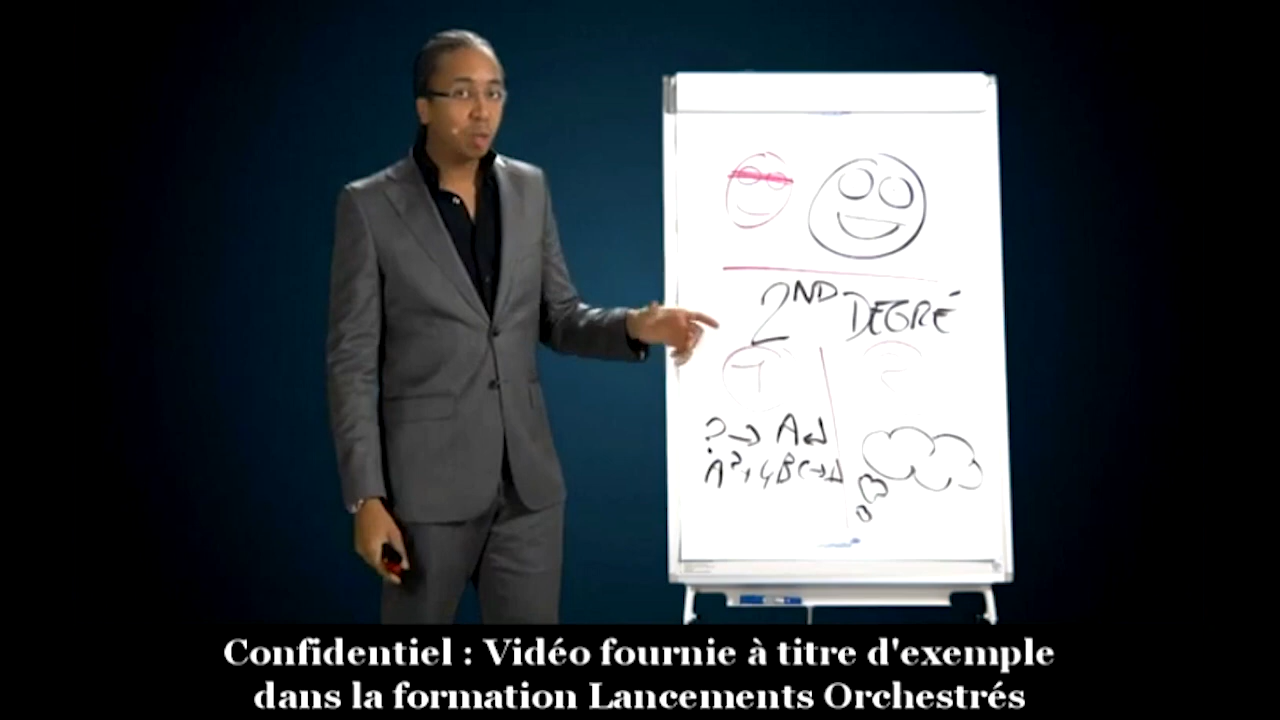 2ND DEGRÉ
Confidentiel : Vidéo fournie à titre d'exemple
dans la formation Lancements Orchestrés